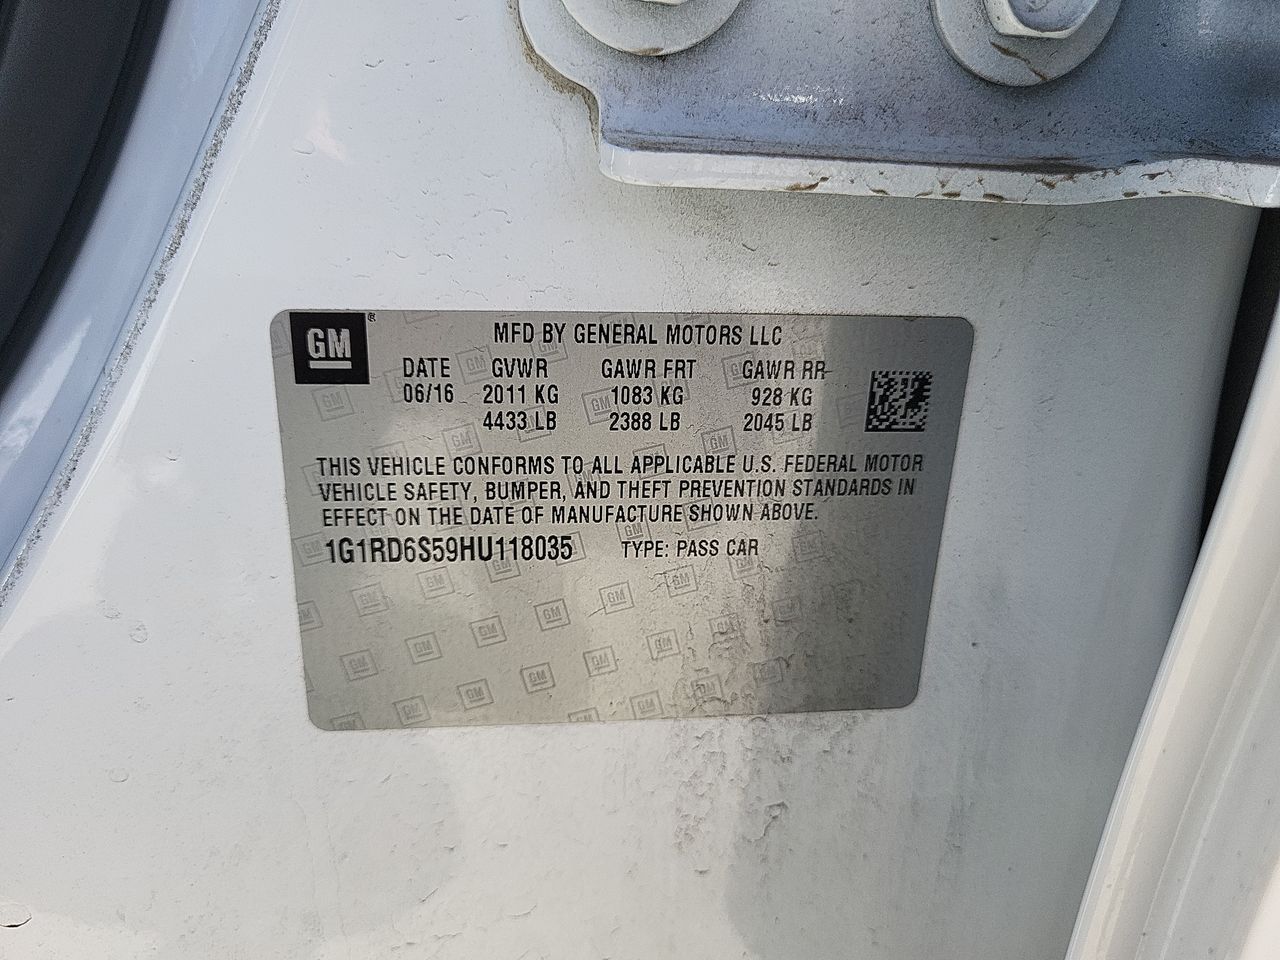 GM ® MFD BY GENERAL MOTORS LLC
DATE GVWR GAWR FRT GAWR RR
06/16 2011 KG 1083 KG 928 KG
4433 LB 2388 LB 2045 LB
THIS VEHICLE CONFORMS TO ALL APPLICABLE U.S. FEDERAL MOTOR
VEHICLE SAFETY, BUMPER, AND THEFT PREVENTION STANDARDS IN
EFFECT ON THE DATE OF MANUFACTURE SHOWN ABOVE.
1G1RD6S59HU118035 TYPE: PASS CAR